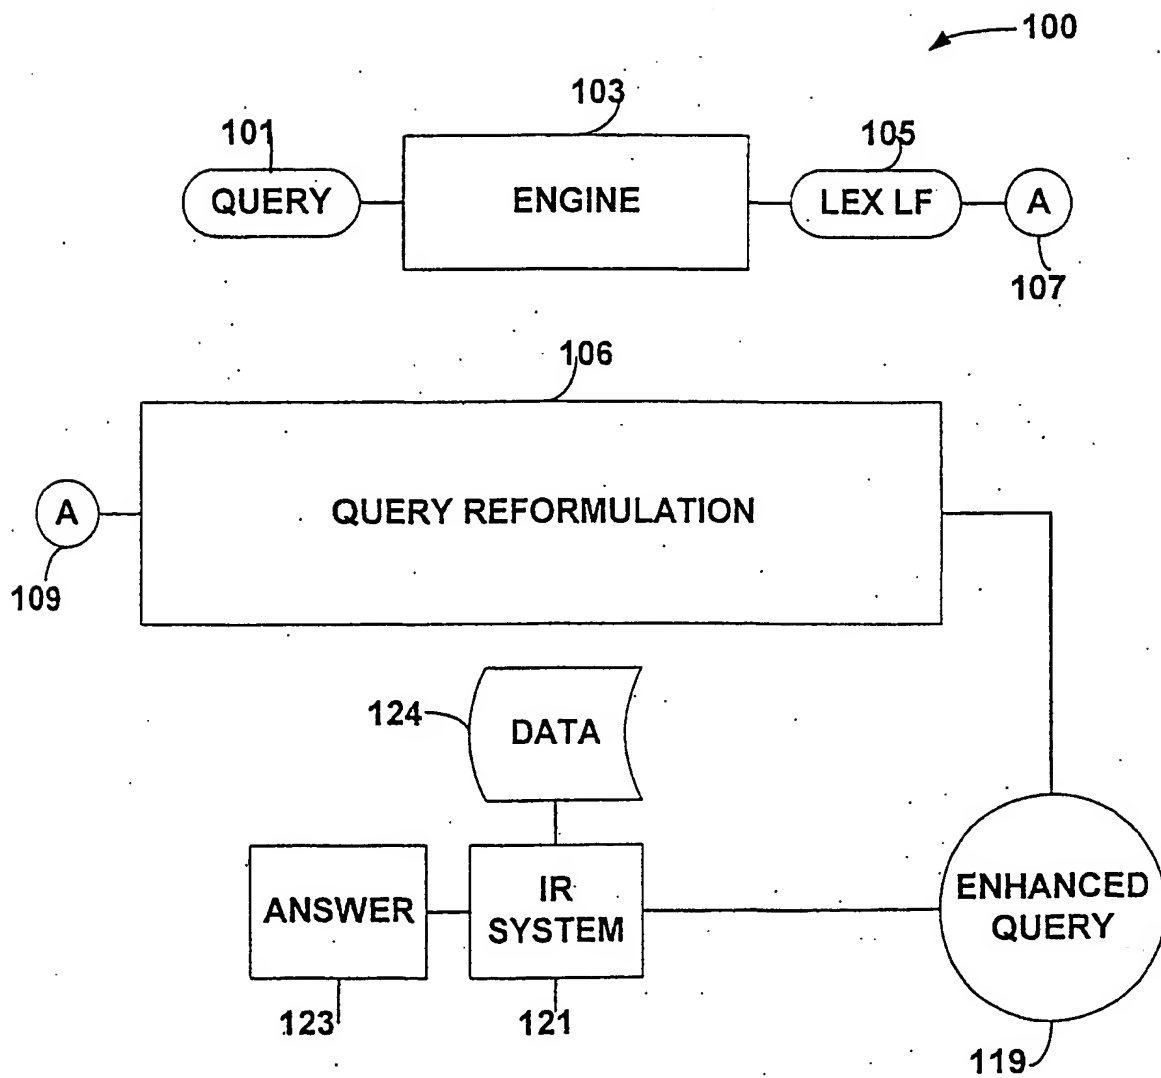 100
103
101
105
QUERY
ENGINE
LEX LF
A
107
106
A
QUERY REFORMULATION
109
124
DATA
ANSWER
IR
SYSTEM
ENHANCED
QUERY
123
121
119